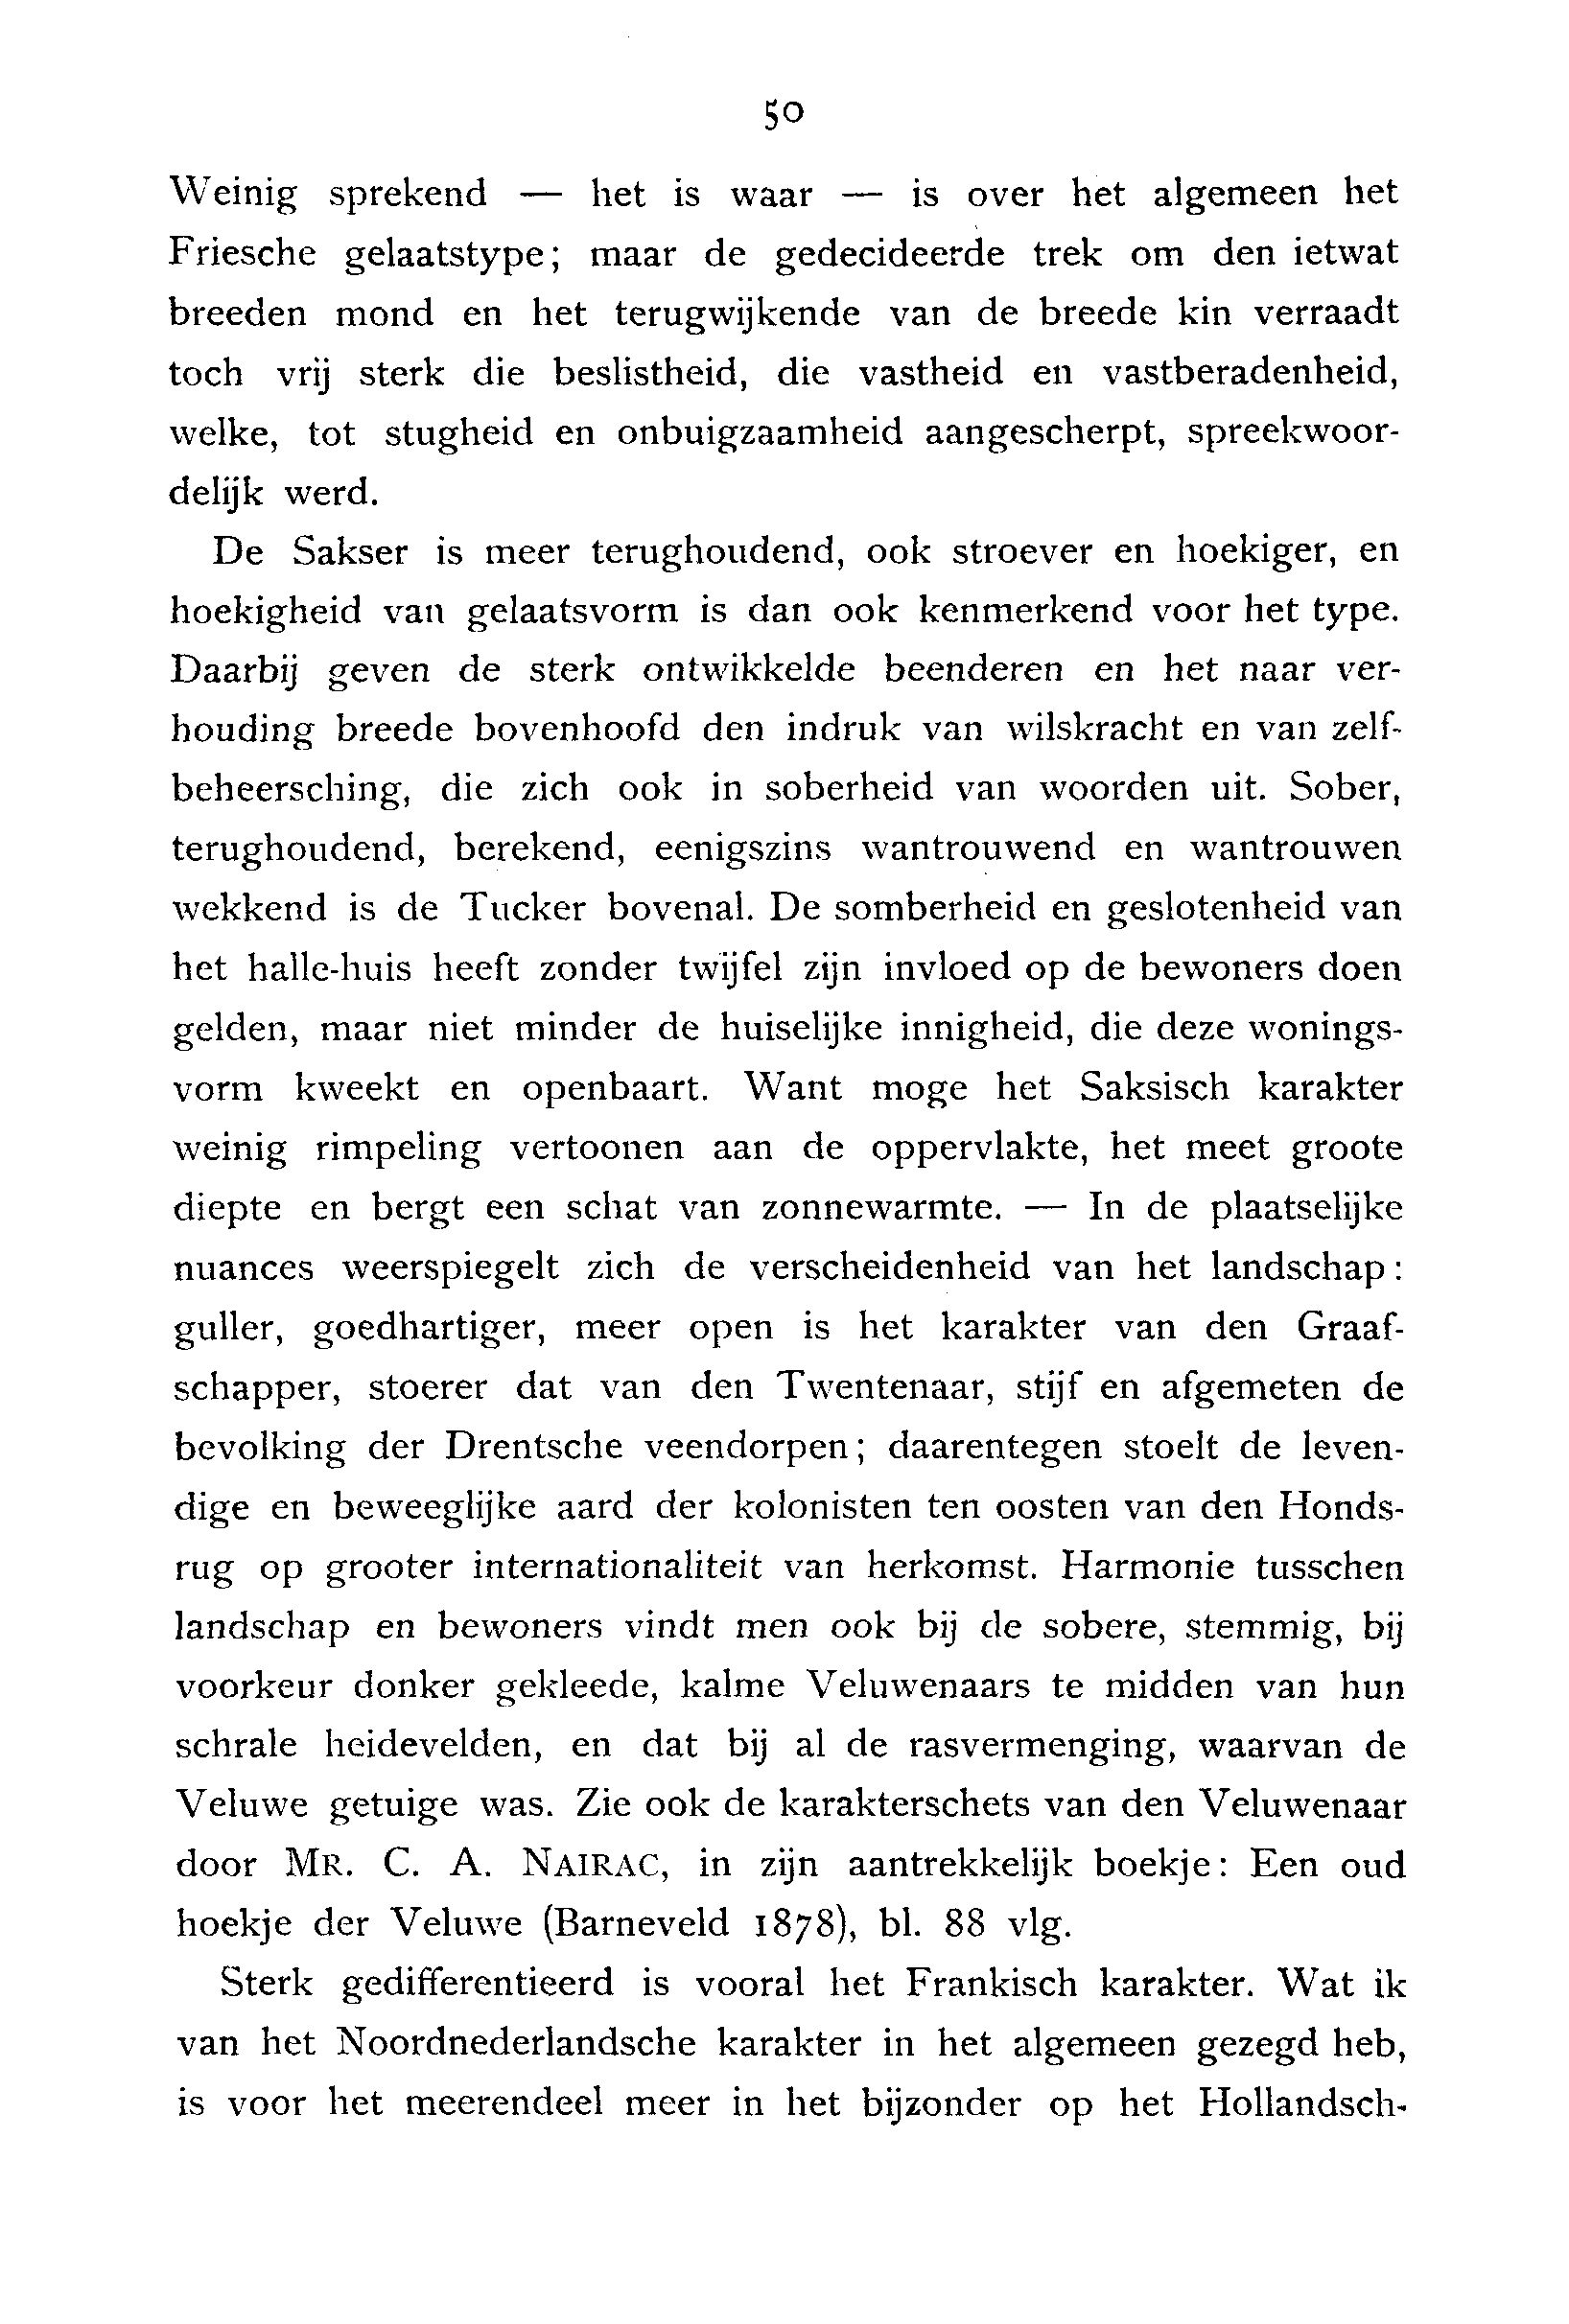 50
Weinig sprekend — het is waar — is over het algemeen het
Friesche gelaatstype; maar de gedecideerde trek om den ietwat
breeden mond en het terugwijkende van de breede kin verraadt
toch vrij sterk die beslistheid, die vastheid en vastberadenheid,
welke, tot stugheid en onbuigzaamheid aangescherpt, spreekwoor-
delijk werd.
De Sakser is meer terughoudend, ook stroever en hoekiger, en
hoekigheid van gelaatsvorm is dan ook kenmerkend voor het type.
Daarbij geven de sterk ontwikkelde beenderen en het naar ver-
houding breede bovenhoofd den indruk van wilskracht en van zelf-
beheersching, die zich ook in soberheid van woorden uit. Sober,
terughoudend, berekend, eenigszins wantrouwend en wantrouwen
wekkend is de Tucker bovenal. De somberheid en geslotenheid van
het halle-huis heeft zonder twijfel zijn invloed op de bewoners doen
gelden, maar niet minder de huiselijke innigheid, die deze wonings-
vorm kweekt en openbaart. Want moge het Saksisch karakter
weinig rimpeling vertoonen aan de oppervlakte, het meet groote
diepte en bergt een schat van zonnewarmte. — In de plaatselijke
nuances weerspiegelt zich de verscheidenheid van het landschap:
guller, goedhartiger, meer open is het karakter van den Graaf-
schapper, stoerer dat van den Twentenaar, stijf en afgemeten de
bevolking der Drentsche veendorpen; daarentegen stoelt de leven-
dige en beweeglijke aard der kolonisten ten oosten van den Honds-
rug op grooter internationaliteit van herkomst. Harmonie tusschen
landschap en bewoners vindt men ook bij de sobere, stemmig, bij
voorkeur donker gekleede, kalme Veluwenaars te midden van hun
schrale heidevelden, en dat bij al de rasvermenging, waarvan de
Veluwe getuige was. Zie ook de karakterschets van den Veluwenaar
door MR. C. A. NAIRAC, in zijn aantrekkelijk boekje: Een oud
hoekje der Veluwe (Barneveld 1878), bl. 88 vlg.
Sterk gedifferentieerd is vooral het Frankisch karakter. Wat ik
van het Noordnederlandsche karakter in het algemeen gezegd heb,
is voor het meerendeel meer in het bijzonder op het Hollandsch-